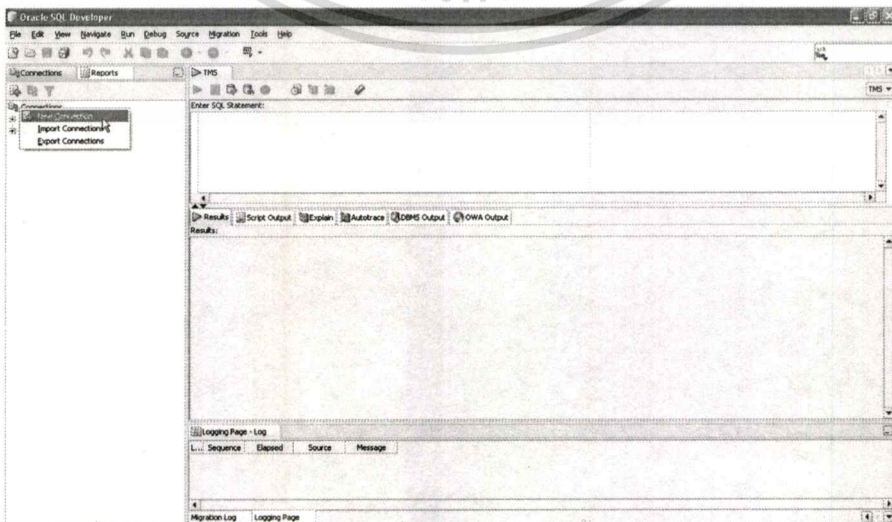 Oracle SQL Developer
File Edit View Navigate Run Debug Source Migration Tools Help
Connections Reports
TMS
TMS
Connections
New Connection
Import Connections
Export Connections
Enter SQL Statement:
Results Script Output Explain Autotrace DBMS Output OWA Output
Results:
Logging Page - Log
L... Sequence Elapsed Source Message
Migration Log Logging Page